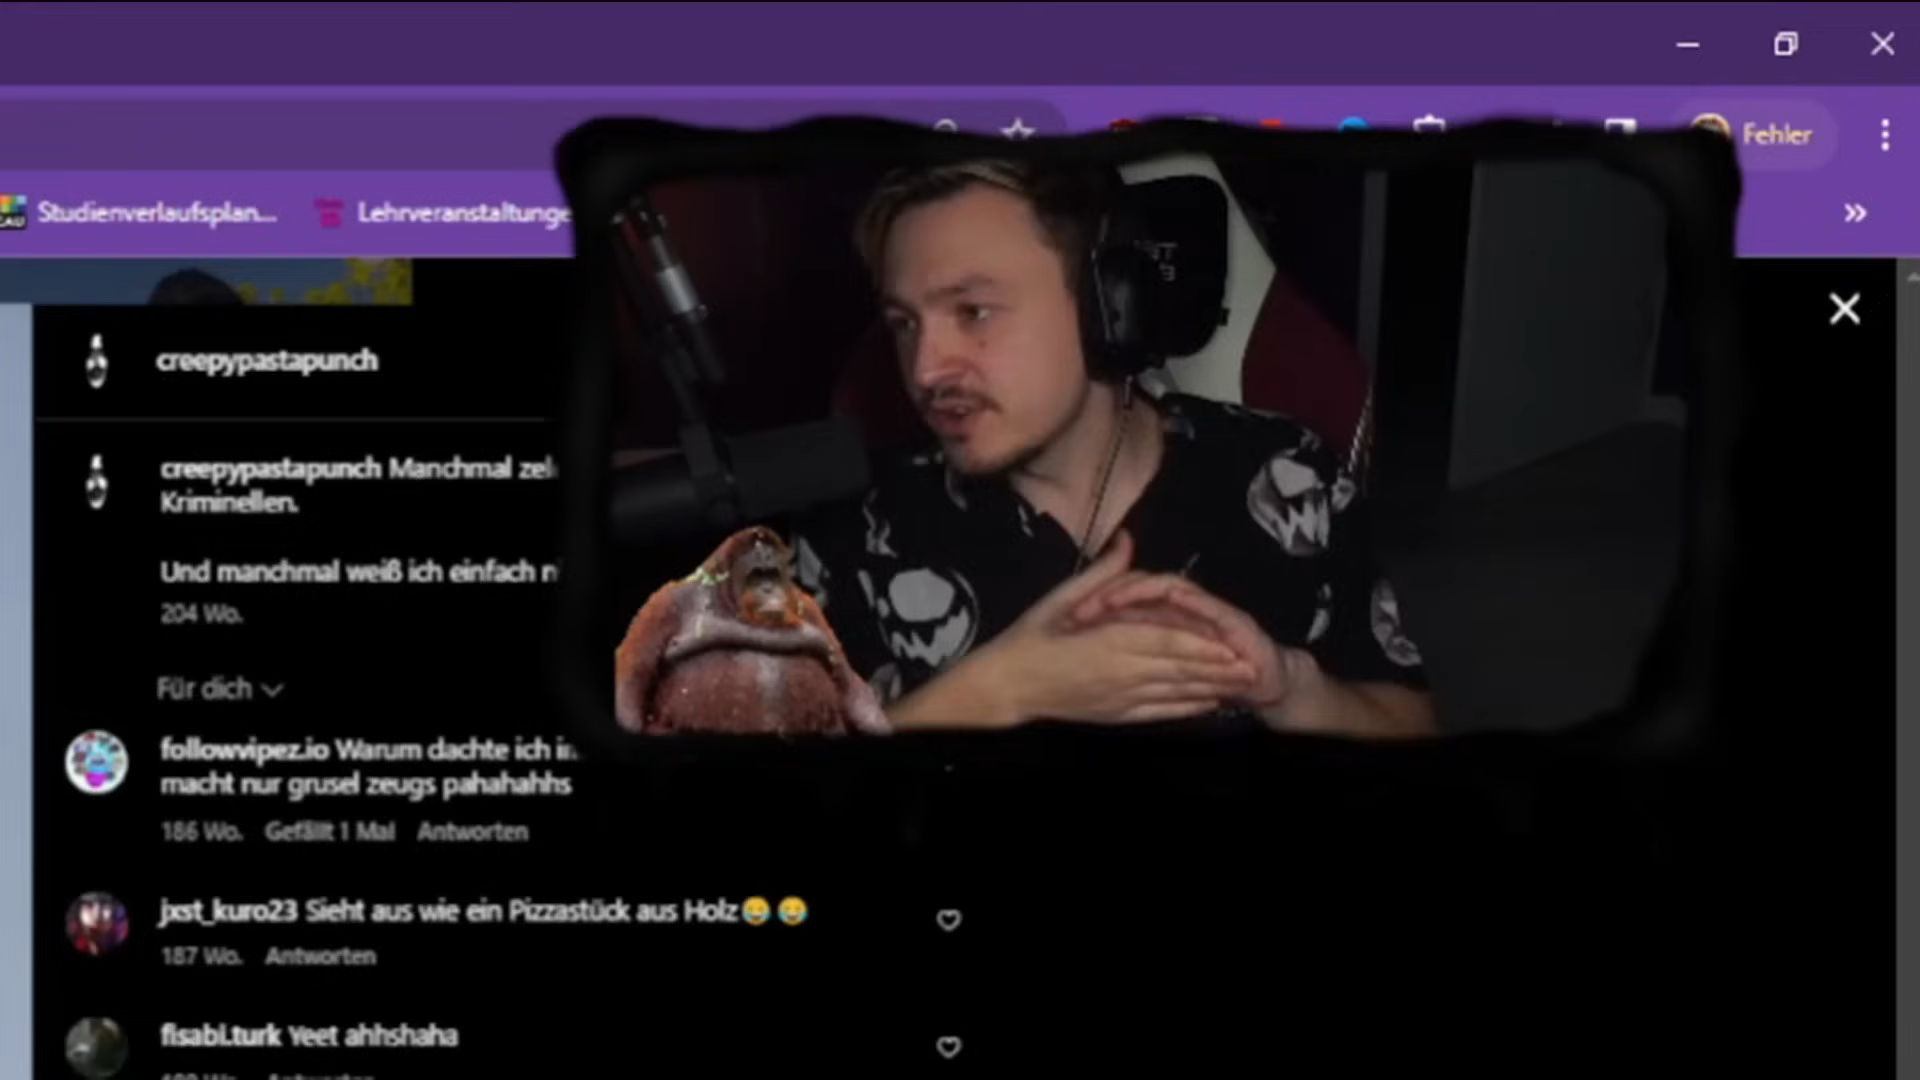 Fehler
Studienverlaufsplan...
Lehrveranstaltunge
creepypastapunch
creepypastapunch Manchmal
Kriminellen.
Und manchmal weiß ich einfach
204 Wo.
Für dich
followvipez.io Warum dachte ich
macht nur grusel zeugs pahahahhs
186 Wo. Gefällt 1 Mal Antworten
jxst_kuro23 Sieht aus wie ein Pizzastück aus Holz😂😂
187 Wo. Antworten
fisabi.turk Yeet ahhshaha